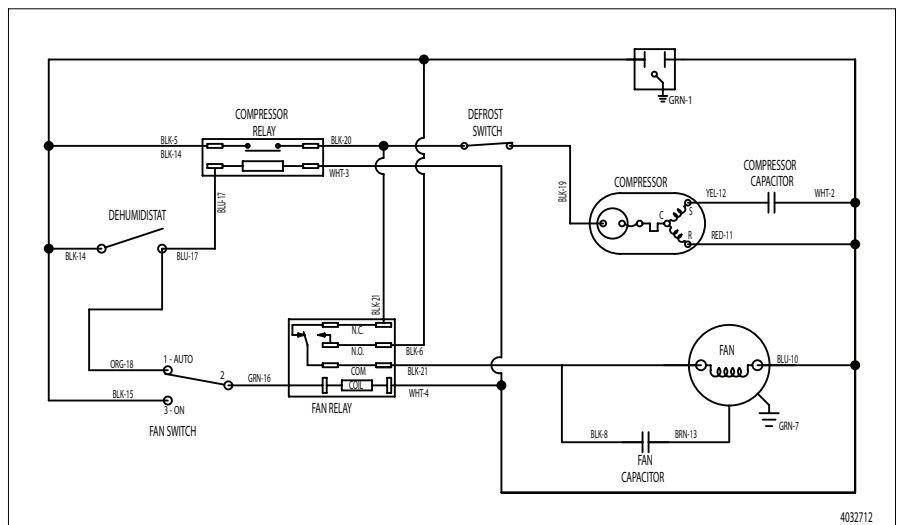 GRN-1
COMPRESSOR
RELAY
DEFROST
SWITCH
BLK-5
BLK-14
BLK-20
WHT-3
BLU-17
BLK-19
COMPRESSOR
C
S
R
YEL-12
COMPRESSOR
CAPACITOR
WHT-2
RED-11
DEHUMIDISTAT
BLK-14
BLU-17
BLK-21
N.C.
N.O.
COM
COIL
BLK-6
BLK-21
WHT-4
FAN RELAY
ORG-18
1 - AUTO
2
GRN-16
BLK-15
3 - ON
FAN SWITCH
FAN
BLU-10
GRN-7
BLK-8
BRN-13
FAN
CAPACITOR
4032712